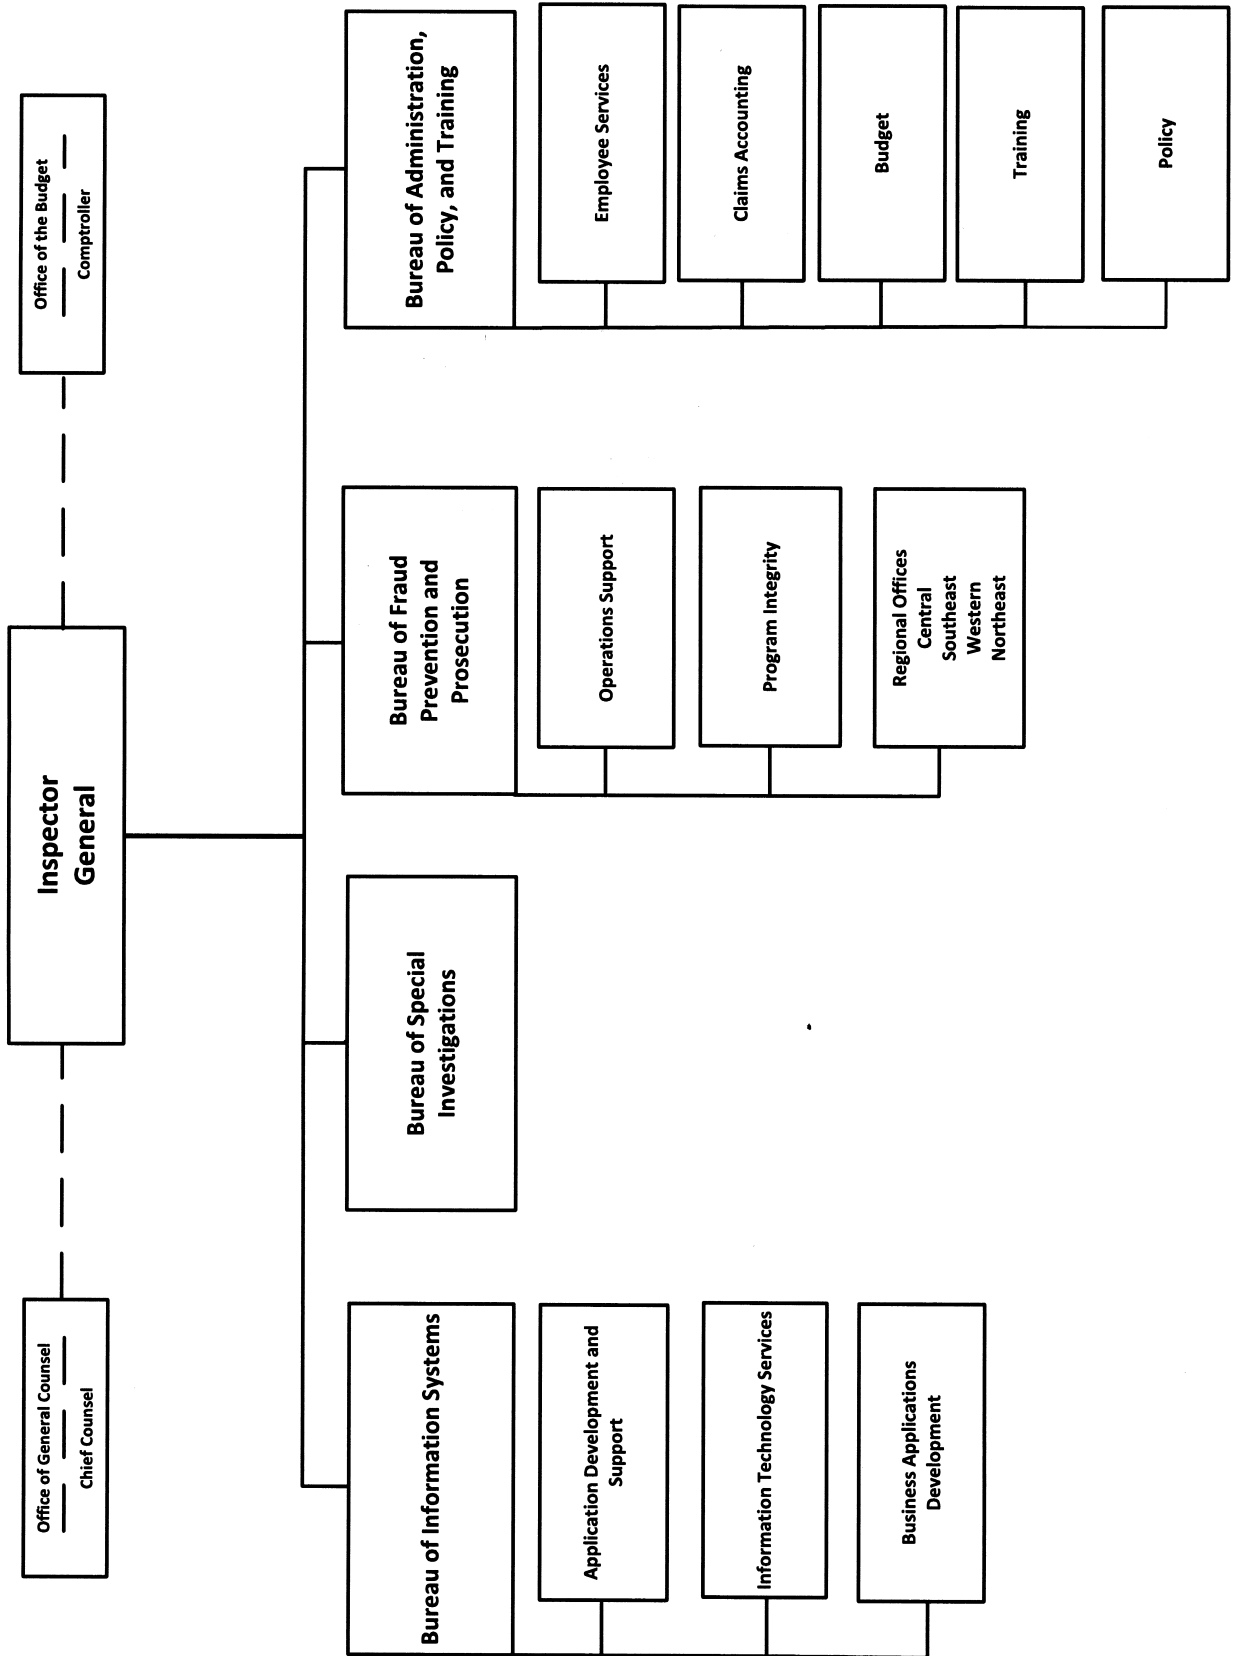 Office of General Counsel
Chief Counsel
Inspector
General
Office of the Budget
Comptroller
Bureau of Information Systems
Application Development and
Support
Information Technology Services
Business Applications
Development
Bureau of Special
Investigations
Bureau of Fraud
Prevention and
Prosecution
Operations Support
Program Integrity
Regional Offices
Central
Southeast
Western
Northeast
Bureau of Administration,
Policy, and Training
Employee Services
Claims Accounting
Budget
Training
Policy